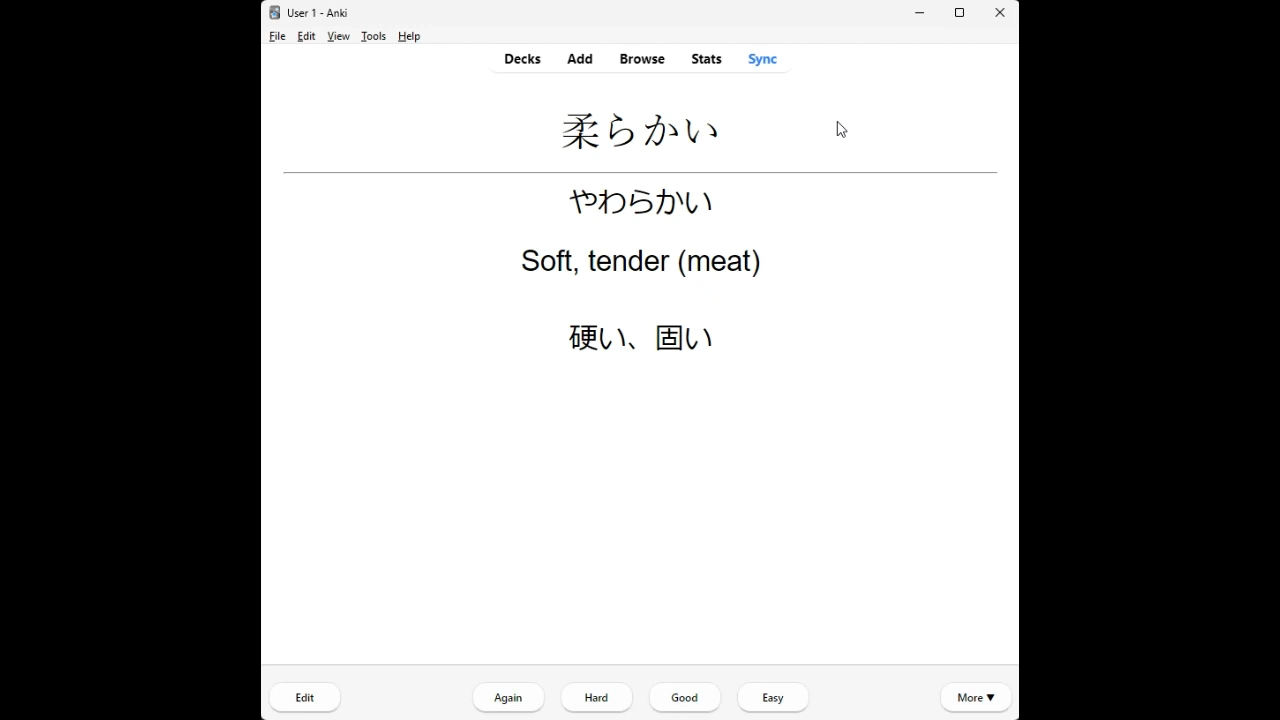 User 1 - Anki
File Edit View Tools Help
Decks Add Browse Stats Sync
柔らかい
やわらかい
Soft, tender (meat)
硬い、固い
Edit Again Hard Good Easy More ▼